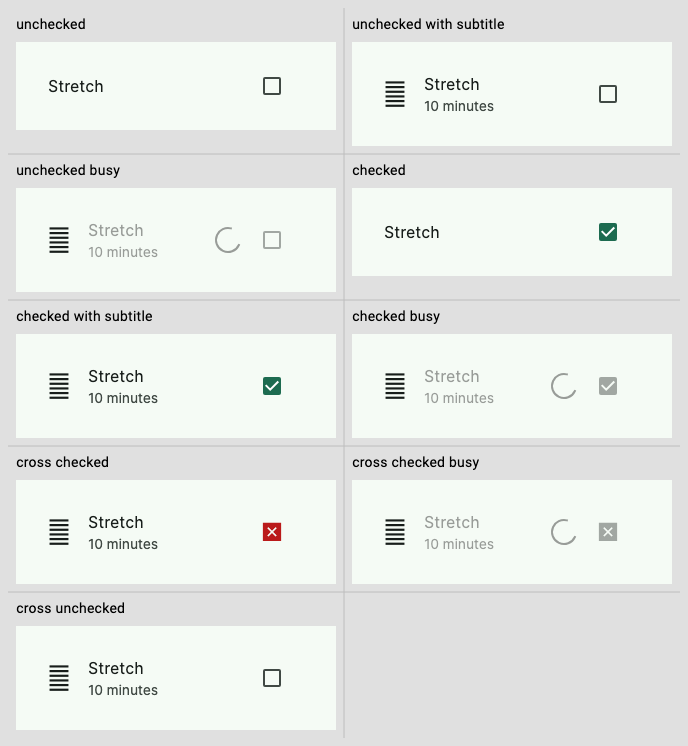 unchecked
Stretch
unchecked with subtitle
Stretch
10 minutes
unchecked busy
Stretch
10 minutes
checked
Stretch
checked with subtitle
Stretch
10 minutes
checked busy
Stretch
10 minutes
cross checked
Stretch
10 minutes
cross checked busy
Stretch
10 minutes
cross unchecked
Stretch
10 minutes